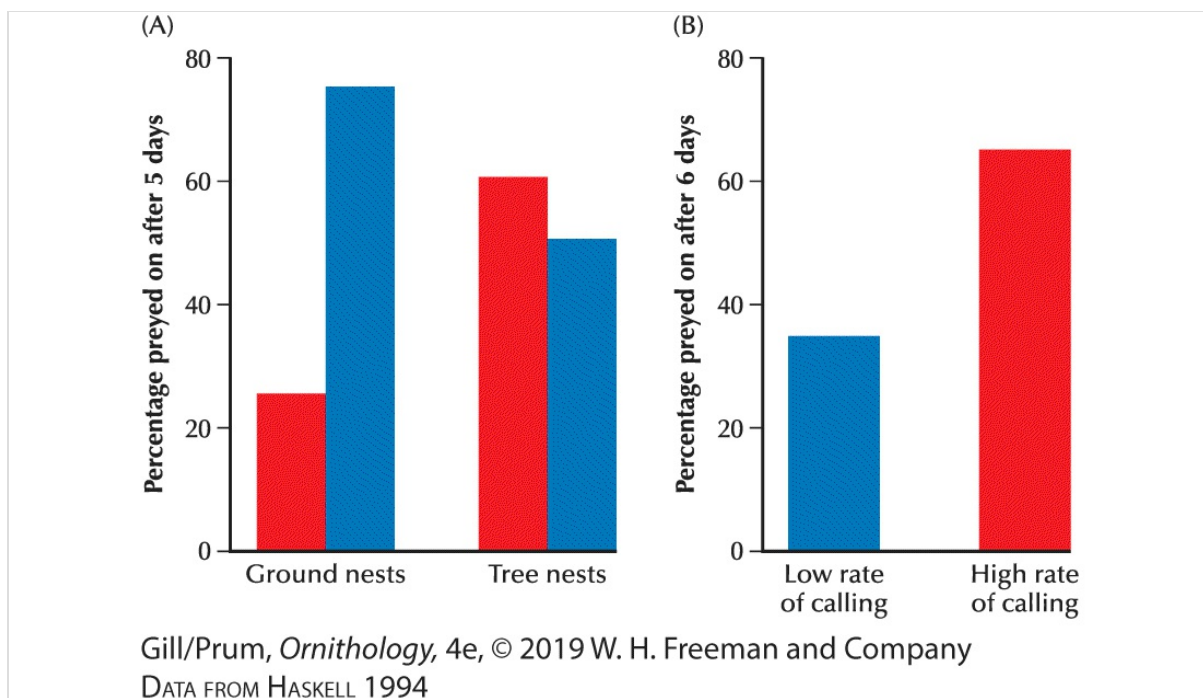 (A)
Percentage preyed on after 5 days
80
60
40
20
0
Ground nests
Tree nests
(B)
Percentage preyed on after 6 days
80
60
40
20
0
Low rate
of calling
High rate
of calling
Gill/Prum, Ornithology, 4e, © 2019 W. H. Freeman and Company
DATA FROM HASKELL 1994